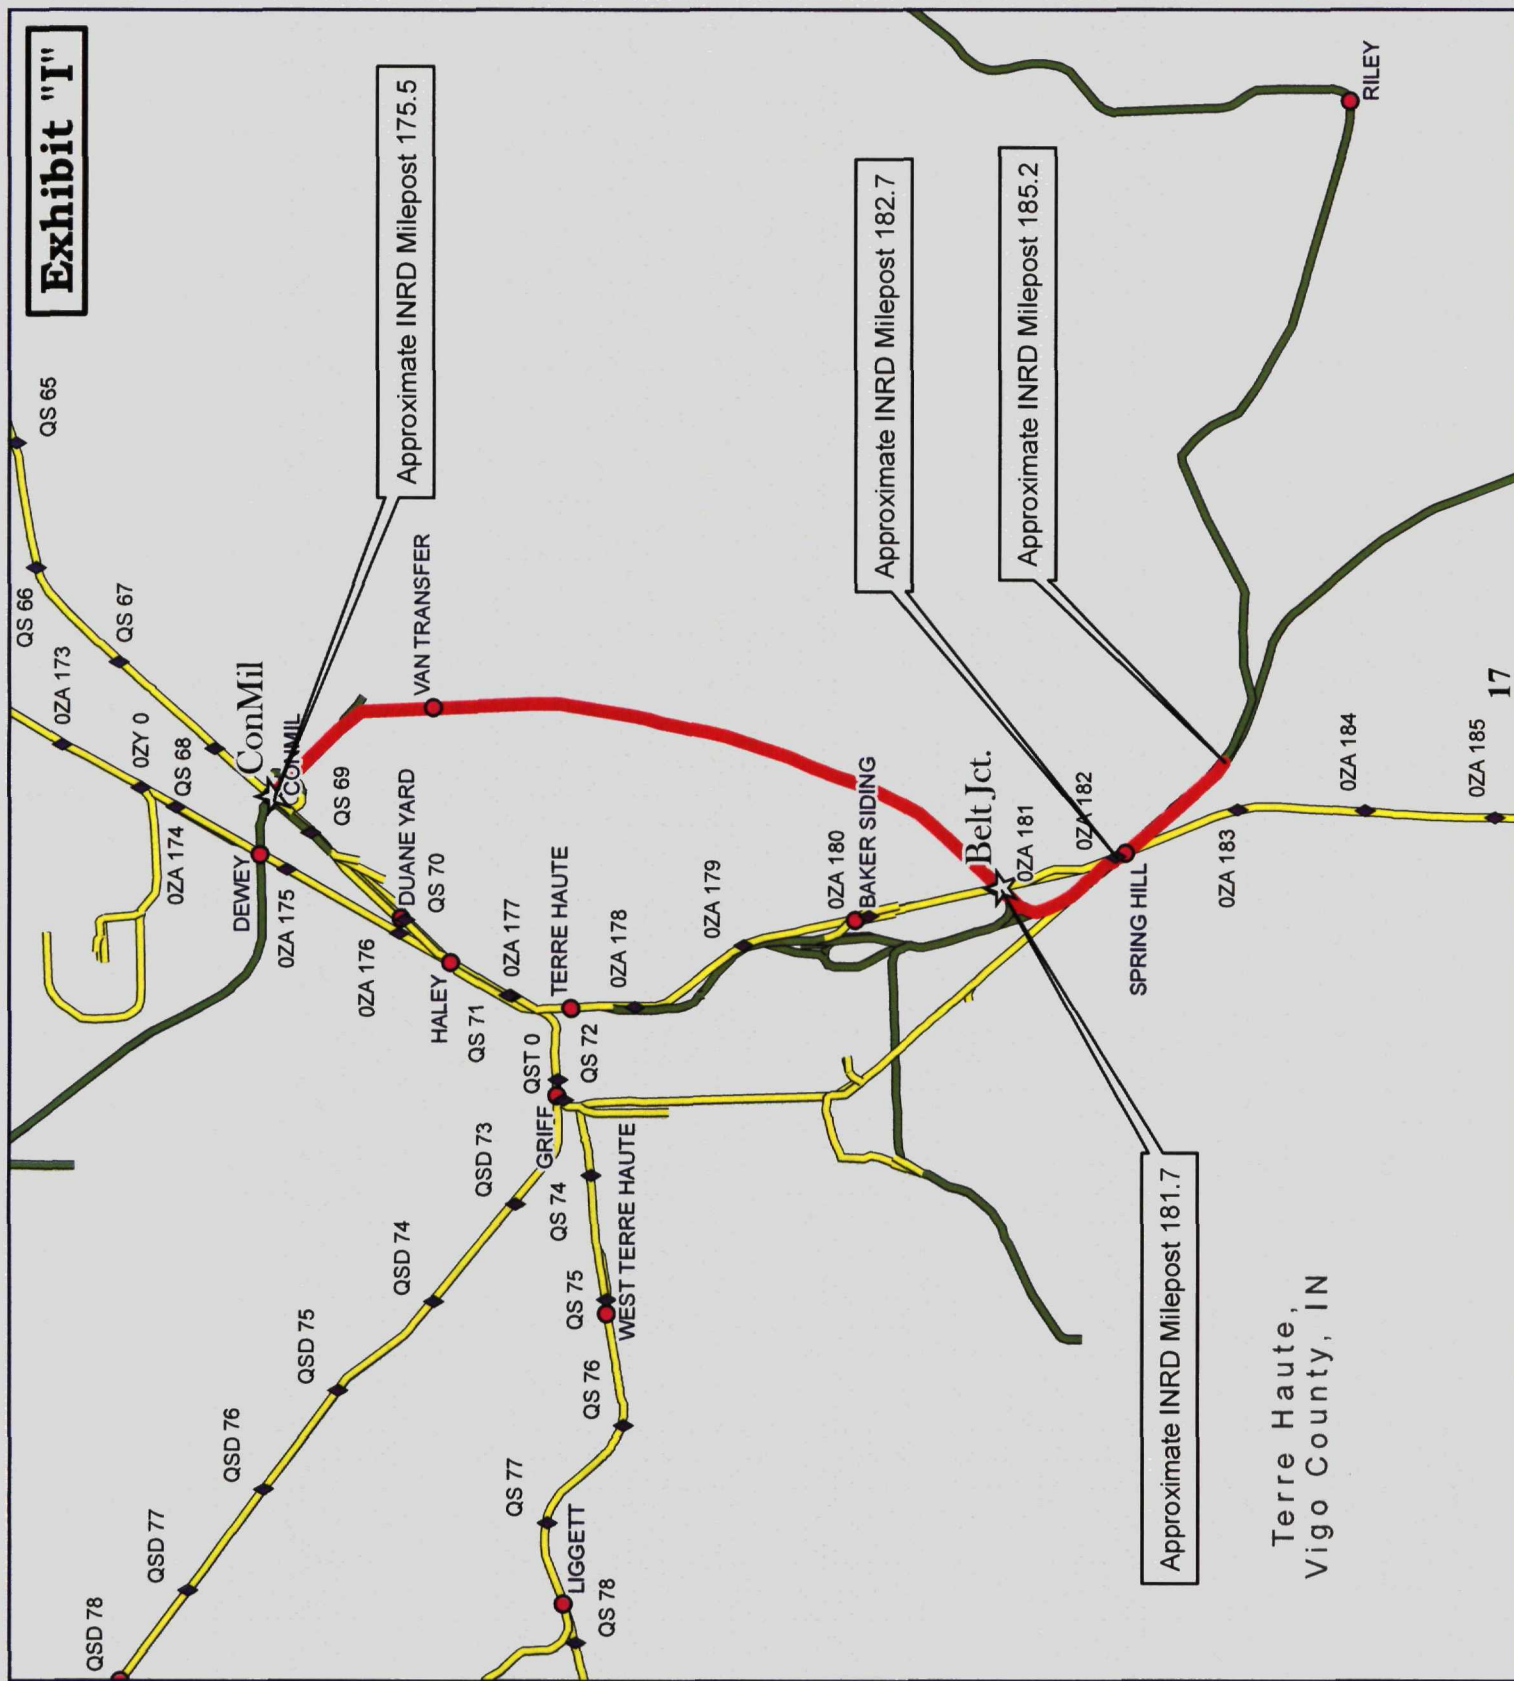 Exhibit "I"
QS 65
QS 66
QS 67
0ZA 173
0ZY 0
QS 68
ConMil
CONMIL
Approximate INRD Milepost 175.5
VAN TRANSFER
0ZA 174
DEWEY
0ZA 175
QS 69
DUANE YARD
QS 70
0ZA 176
HALEY
QS 71
0ZA 177
TERRE HAUTE
0ZA 178
QST 0
QS 72
GRIFF
QSD 73
QS 74
WEST TERRE HAUTE
QSD 74
QS 75
QSD 75
QS 76
QSD 76
QS 77
QSD 77
LIGGETT
QS 78
QSD 78
0ZA 179
0ZA 180
BAKER SIDING
Belt Jct.
0ZA 181
0ZA 182
Approximate INRD Milepost 182.7
Approximate INRD Milepost 185.2
RILEY
SPRING HILL
0ZA 183
0ZA 184
0ZA 185
Approximate INRD Milepost 181.7
Terre Haute,
Vigo County, IN
17